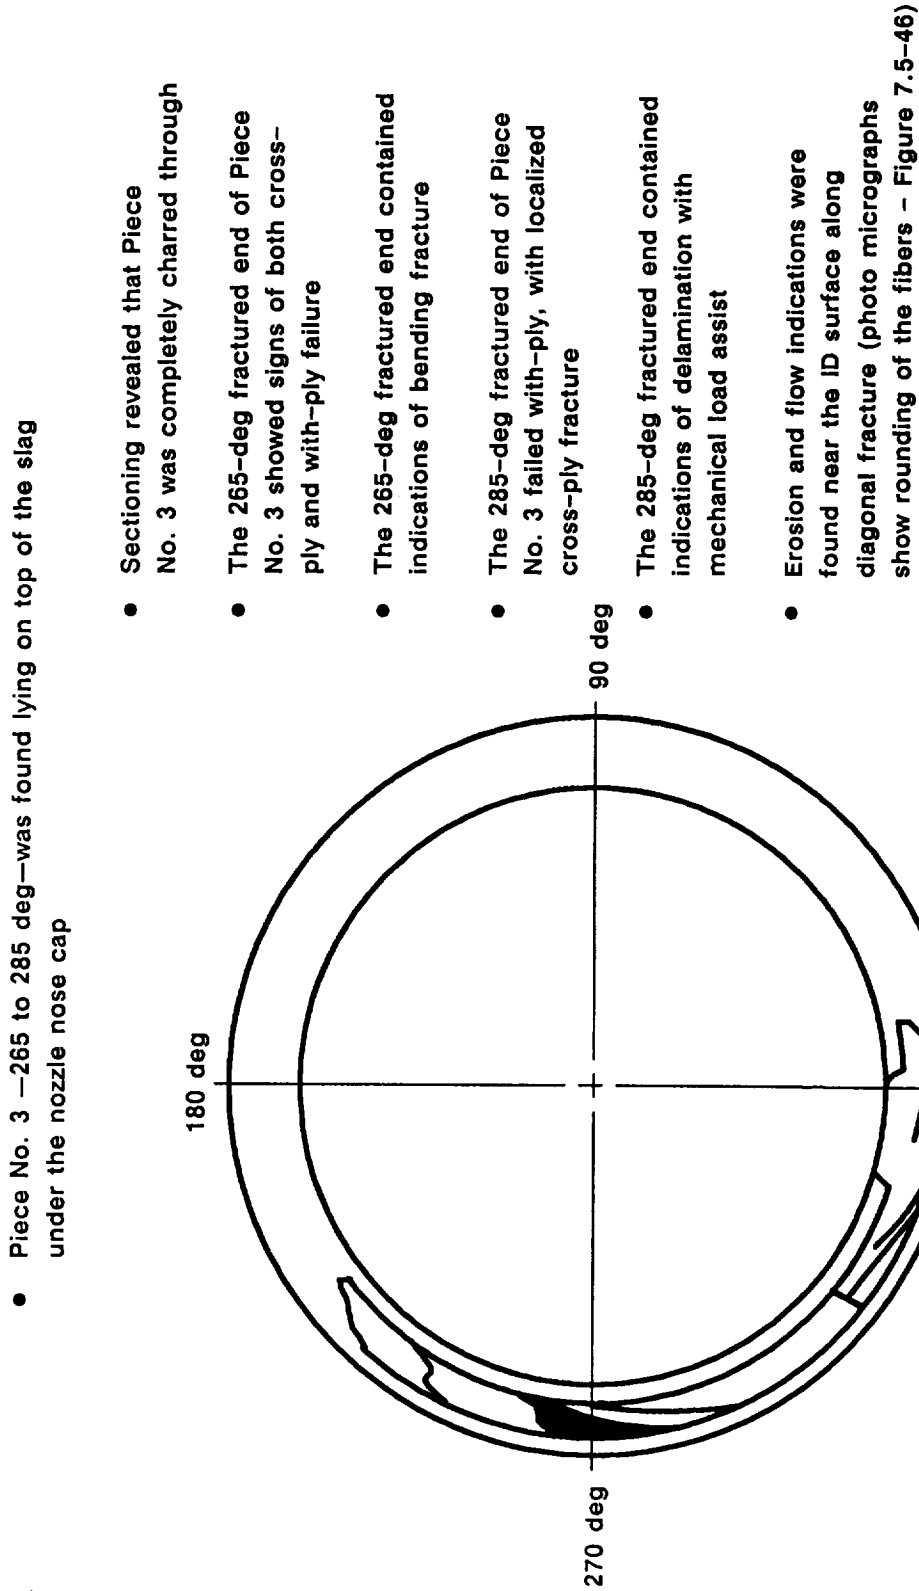 ● Piece No. 3 —265 to 285 deg—was found lying on top of the slag
under the nozzle nose cap
● Sectioning revealed that Piece
No. 3 was completely charred through
● The 265–deg fractured end of Piece
No. 3 showed signs of both cross–
ply and with–ply failure
● The 265–deg fractured end contained
indications of bending fracture
● The 285–deg fractured end of Piece
No. 3 failed with–ply, with localized
cross–ply fracture
● The 285–deg fractured end contained
indications of delamination with
mechanical load assist
● Erosion and flow indications were
found near the ID surface along
diagonal fracture (photo micrographs
show rounding of the fibers – Figure 7.5–46)
180 deg
270 deg
90 deg